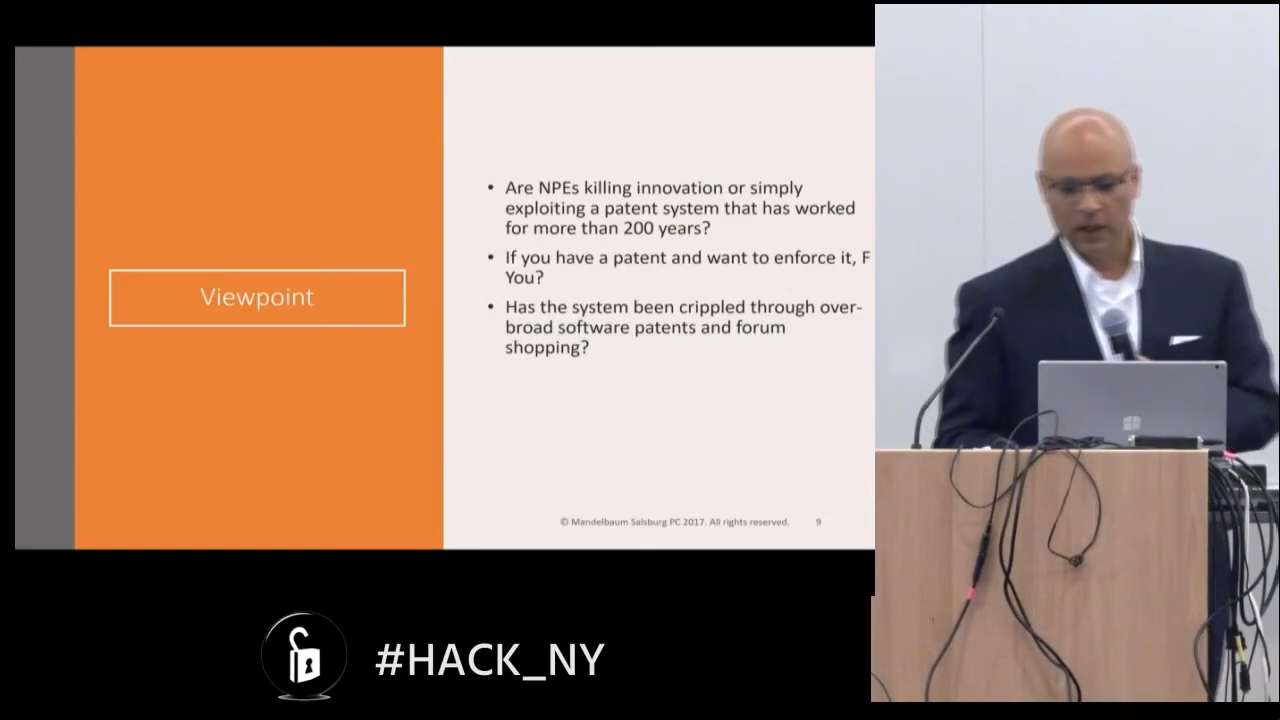 Viewpoint
• Are NPEs killing innovation or simply
exploiting a patent system that has worked
for more than 200 years?
• If you have a patent and want to enforce it, F
You?
• Has the system been crippled through over-
broad software patents and forum
shopping?
© Mandelbaum Salsburg PC 2017. All rights reserved. 9
#HACK_NY